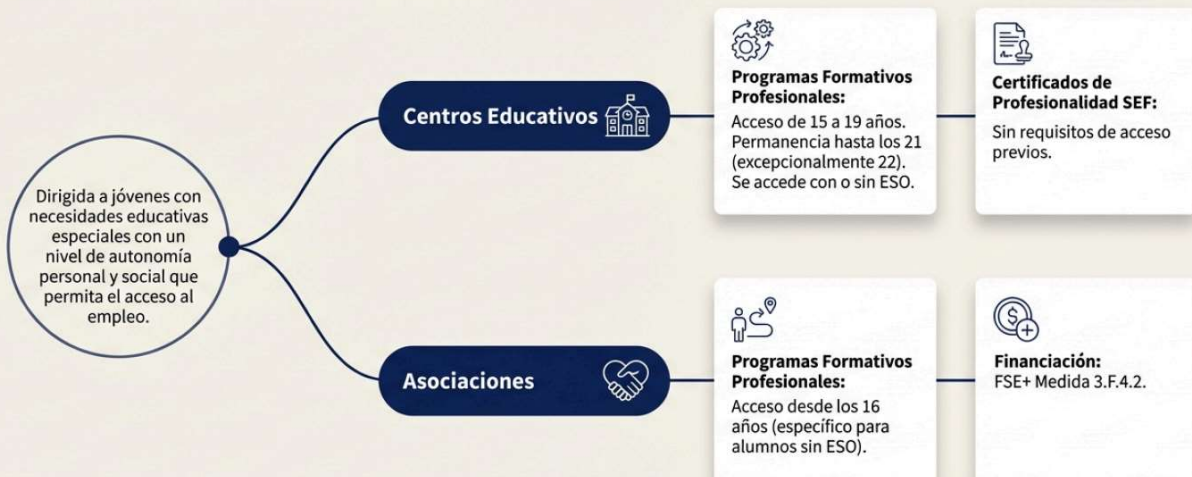 Dirigida a jóvenes con
necesidades educativas
especiales con un
nivel de autonomía
personal y social que
permita el acceso al
empleo.
Centros Educativos
Programas Formativos
Profesionales:
Acceso de 15 a 19 años.
Permanencia hasta los 21
(excepcionalmente 22).
Se accede con o sin ESO.
Certificados de
Profesionalidad SEF:
Sin requisitos de acceso
previos.
Asociaciones
Programas Formativos
Profesionales:
Acceso desde los 16
años (específico para
alumnos sin ESO).
Financiación:
FSE+ Medida 3.F.4.2.